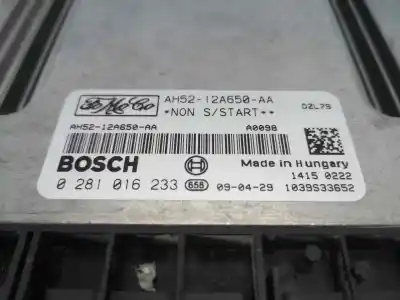 FoMoCo
AH52-12A650-AA
*NON S/START**
DZL79
AH52-12A650-AA
A0098
BOSCH
Made in Hungary
1415 0222
0 281 016 233 658 09-04-29 1039S33652